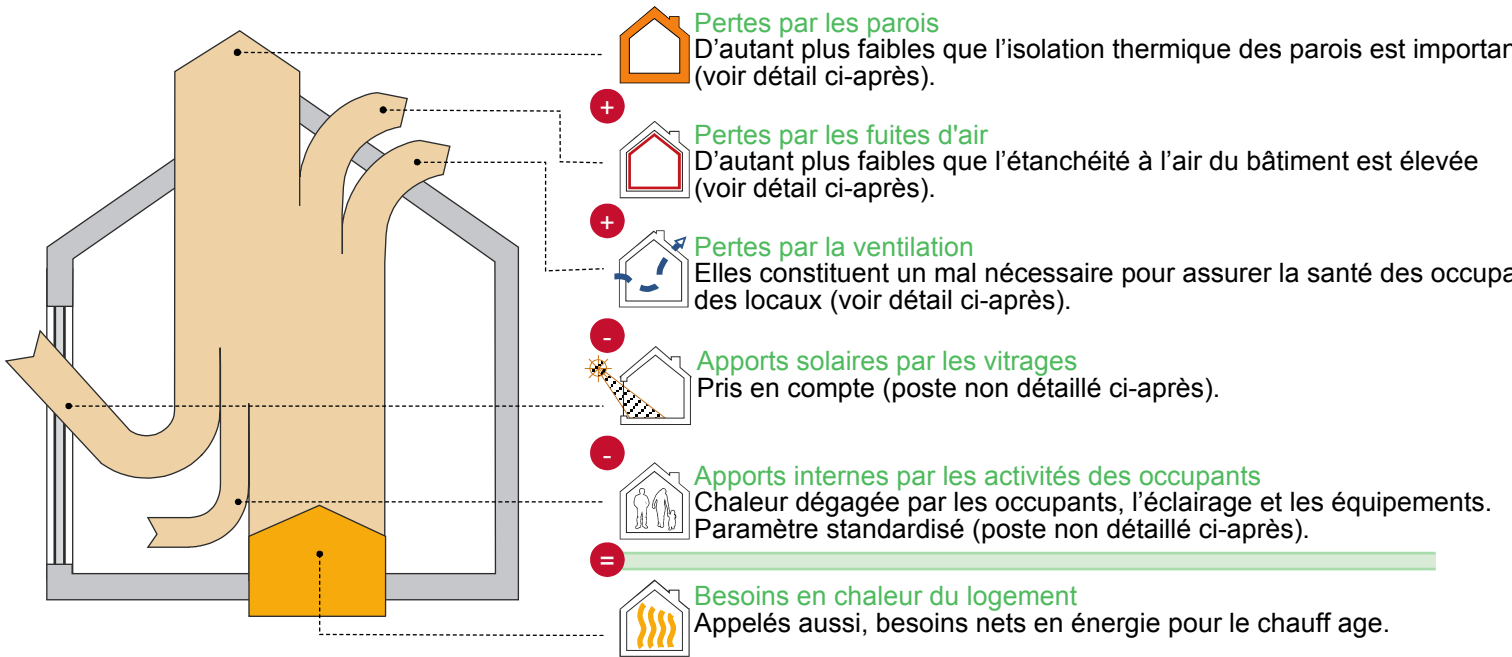 Pertes par les parois
D’autant plus faibles que l’isolation thermique des parois est importan
(voir détail ci-après).
+
Pertes par les fuites d'air
D’autant plus faibles que l’étanchéité à l’air du bâtiment est élevée
(voir détail ci-après).
+
Pertes par la ventilation
Elles constituent un mal nécessaire pour assurer la santé des occupa
des locaux (voir détail ci-après).
-
Apports solaires par les vitrages
Pris en compte (poste non détaillé ci-après).
-
Apports internes par les activités des occupants
Chaleur dégagée par les occupants, l’éclairage et les équipements.
Paramètre standardisé (poste non détaillé ci-après).
=
Besoins en chaleur du logement
Appelés aussi, besoins nets en énergie pour le chauff age.